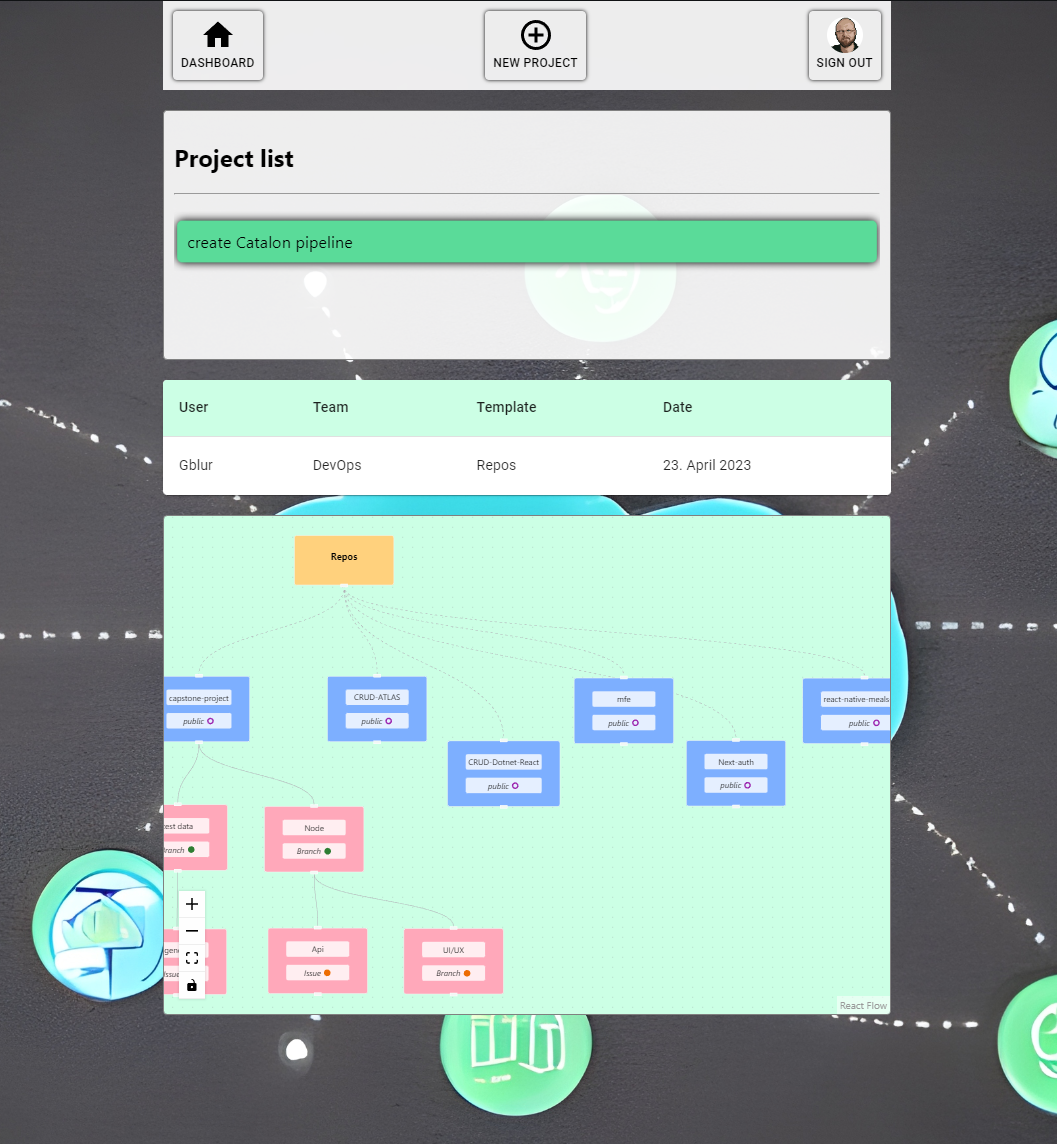 DASHBOARD
NEW PROJECT
SIGN OUT
Project list
create Catalon pipeline
User Team Template Date
Gblur DevOps Repos 23. April 2023
Repos
capstone-project
public
CRUD-ATLAS
public
mfe
public
react-native-meals
public
CRUD-Dotnet-React
public
Next-auth
public
est data
ranch
Node
Branch
gen
Issue
Api
Issue
UI/UX
Branch
React Flow